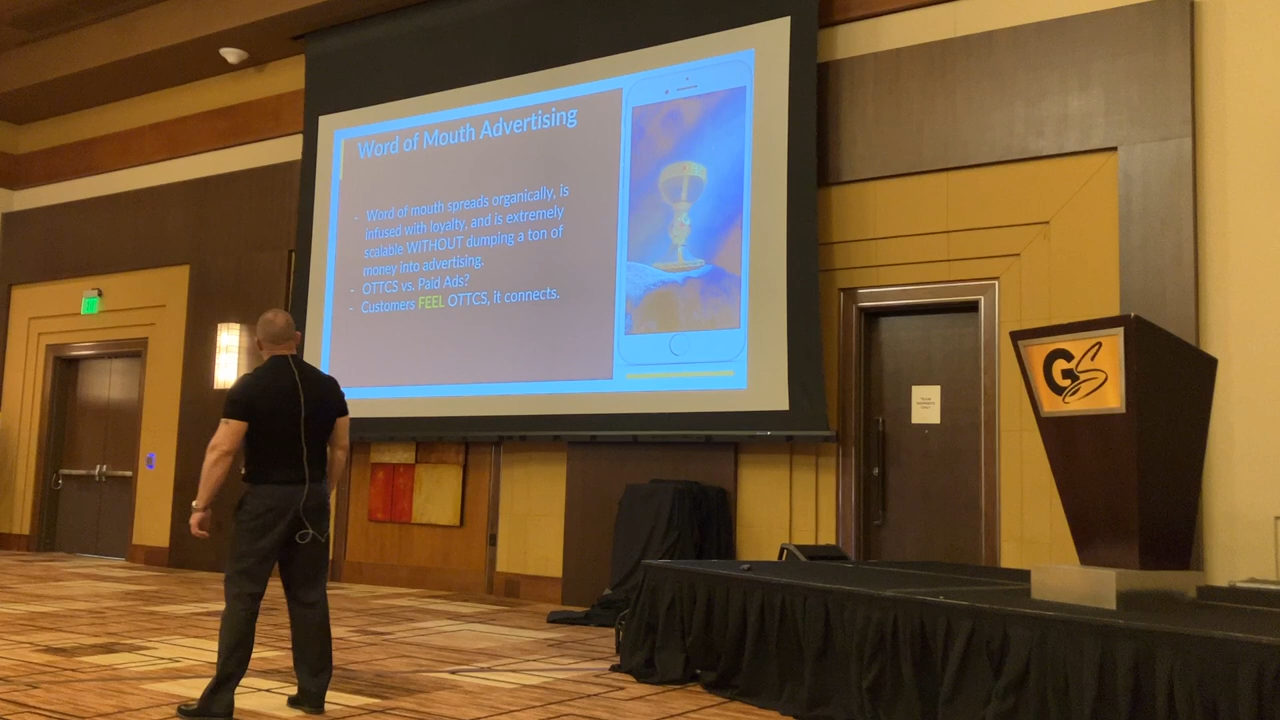 Word of Mouth Advertising
- Word of mouth spreads organically, is
infused with loyalty, and is extremely
scalable WITHOUT dumping a ton of
money into advertising.
- OTTCS vs. Paid Ads?
- Customers FEEL OTTCS, it connects.
EXIT
GS